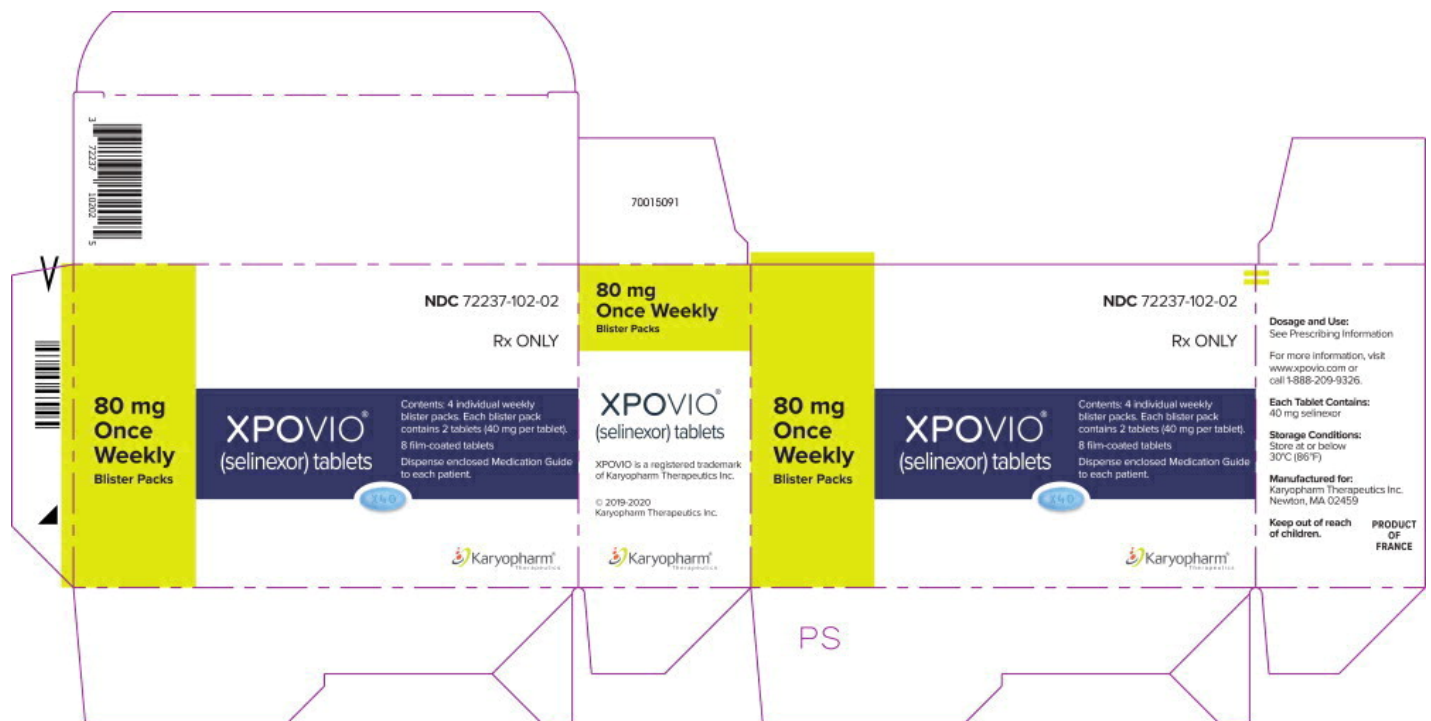 3 72237 10202 5
70015091
80 mg
Once
Weekly
Blister Packs
NDC 72237-102-02
Rx ONLY
XPOVIO®
(selinexor) tablets
Contents: 4 individual weekly
blister packs. Each blister pack
contains 2 tablets (40 mg per tablet).
8 film-coated tablets
Dispense enclosed Medication Guide
to each patient.
X40
Karyopharm®
Therapeutics
80 mg
Once Weekly
Blister Packs
XPOVIO®
(selinexor) tablets
XPOVIO is a registered trademark
of Karyopharm Therapeutics Inc.
© 2019-2020
Karyopharm Therapeutics Inc.
Karyopharm®
Therapeutics
80 mg
Once
Weekly
Blister Packs
NDC 72237-102-02
Rx ONLY
XPOVIO®
(selinexor) tablets
Contents: 4 individual weekly
blister packs. Each blister pack
contains 2 tablets (40 mg per tablet).
8 film-coated tablets
Dispense enclosed Medication Guide
to each patient.
X40
Karyopharm®
Therapeutics
Dosage and Use:
See Prescribing Information
For more information, visit
www.xpovio.com or
call 1-888-209-9326.
Each Tablet Contains:
40 mg selinexor
Storage Conditions:
Store at or below
30°C (86°F)
Manufactured for:
Karyopharm Therapeutics Inc.
Newton, MA 02459
Keep out of reach
of children.
PRODUCT
OF
FRANCE
PS